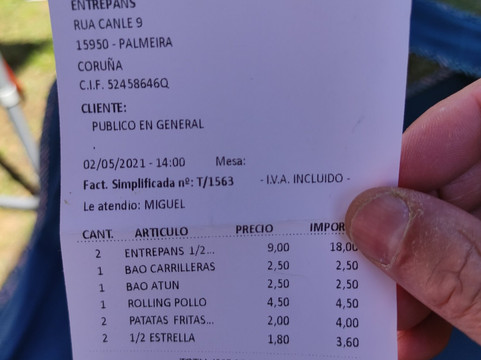 ENTREPANS
RUA CANLE 9
15950 - PALMEIRA
CORUÑA
C.I.F. 52458646Q
CLIENTE:
PUBLICO EN GENERAL
.
02/05/2021 - 14:00 Mesa:
Fact. Simplificada nº: T/1563 - I.V.A. INCLUIDO -
Le atendio: MIGUEL
CANT. ARTICULO PRECIO IMPOR
2 ENTREPANS 1/2... 9,00 18,00
1 BAO CARRILLERAS 2,50 2,50
1 BAO ATUN 2,50 2,50
1 ROLLING POLLO 4,50 4,50
2 PATATAS FRITAS... 2,00 4,00
2 1/2 ESTRELLA 1,80 3,60